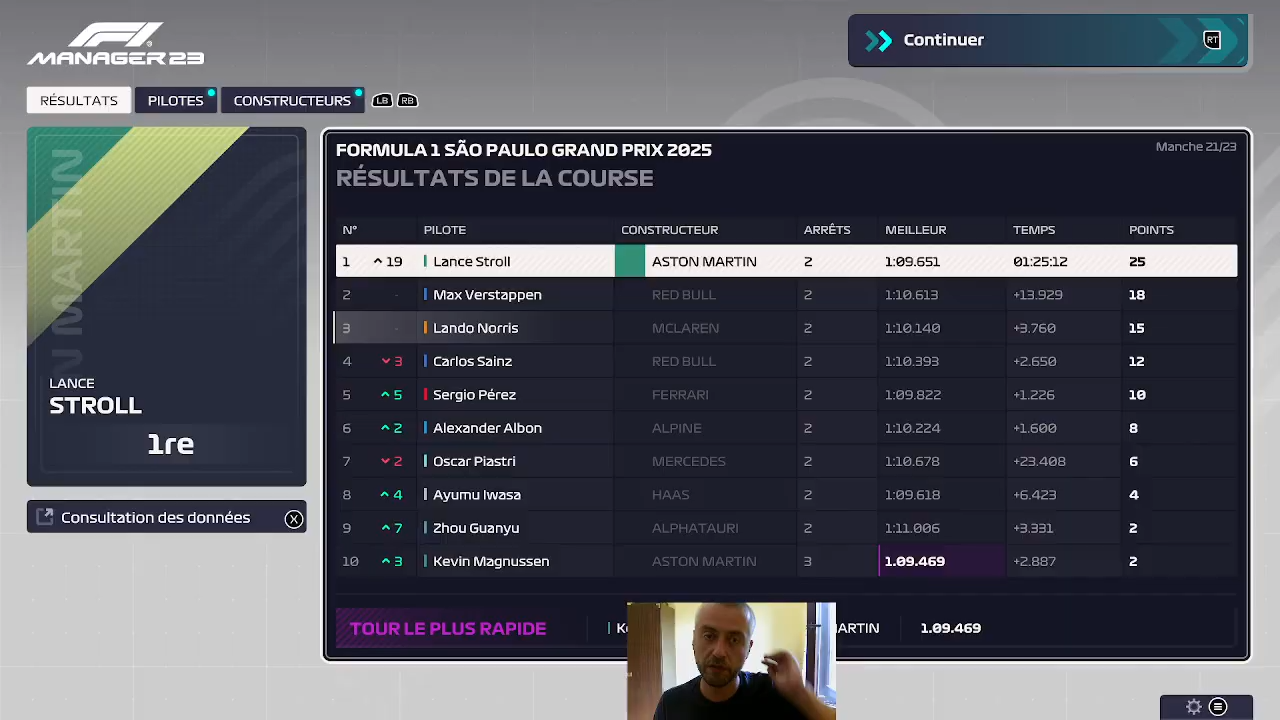 F1
MANAGER 23
Continuer
RT
RÉSULTATS
PILOTES
CONSTRUCTEURS
LB
RB
N MARTIN
LANCE
STROLL
1re
Consultation des données
X
FORMULA 1 SÃO PAULO GRAND PRIX 2025
Manche 21/23
RÉSULTATS DE LA COURSE
N° PILOTE CONSTRUCTEUR ARRÊTS MEILLEUR TEMPS POINTS
1 19 Lance Stroll ASTON MARTIN 2 1:09.651 01:25:12 25
2 - Max Verstappen RED BULL 2 1:10.613 +13.929 18
3 - Lando Norris MCLAREN 2 1:10.140 +3.760 15
4 3 Carlos Sainz RED BULL 2 1:10.393 +2.650 12
5 5 Sergio Pérez FERRARI 2 1:09.822 +1.226 10
6 2 Alexander Albon ALPINE 2 1:10.224 +1.600 8
7 2 Oscar Piastri MERCEDES 2 1:10.678 +23.408 6
8 4 Ayumu Iwasa HAAS 2 1:09.618 +6.423 4
9 7 Zhou Guanyu ALPHATAURI 2 1:11.006 +3.331 2
10 3 Kevin Magnussen ASTON MARTIN 3 1.09.469 +2.887 2
TOUR LE PLUS RAPIDE ARTIN 1.09.469